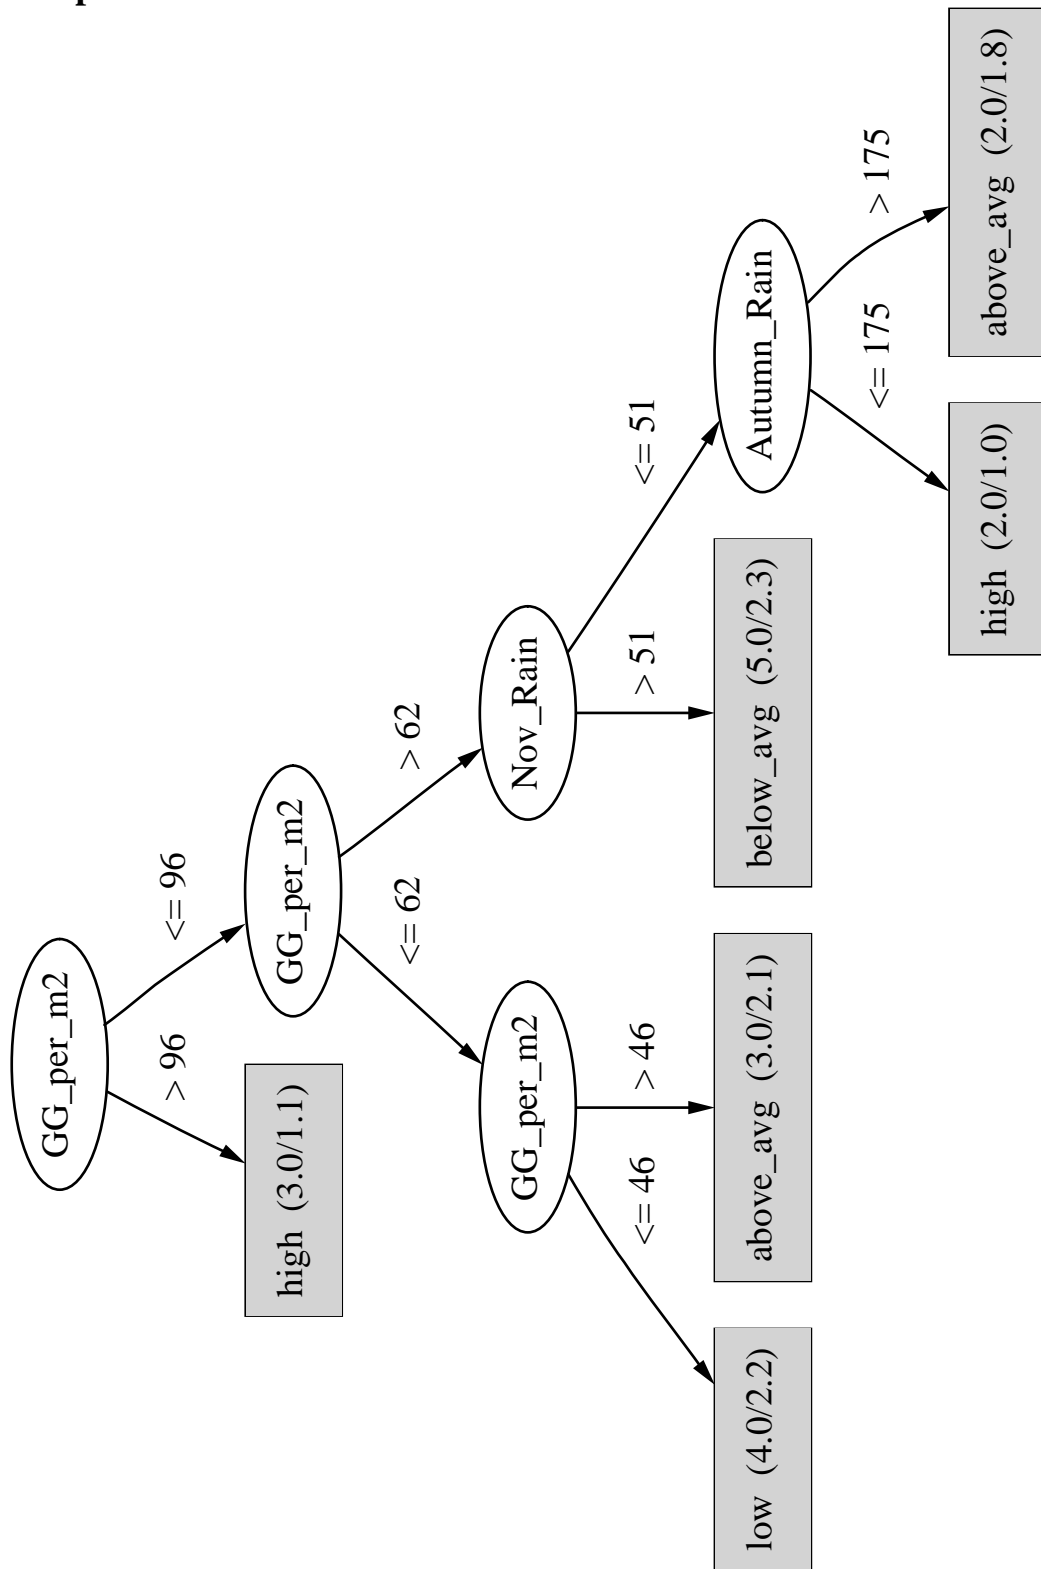 GG_per_m2
> 96
<= 96
high (3.0/1.1)
GG_per_m2
<= 62
> 62
GG_per_m2
Nov_Rain
<= 46
> 46
> 51
<= 51
low (4.0/2.2)
above_avg (3.0/2.1)
below_avg (5.0/2.3)
Autumn_Rain
<= 175
> 175
high (2.0/1.0)
above_avg (2.0/1.8)